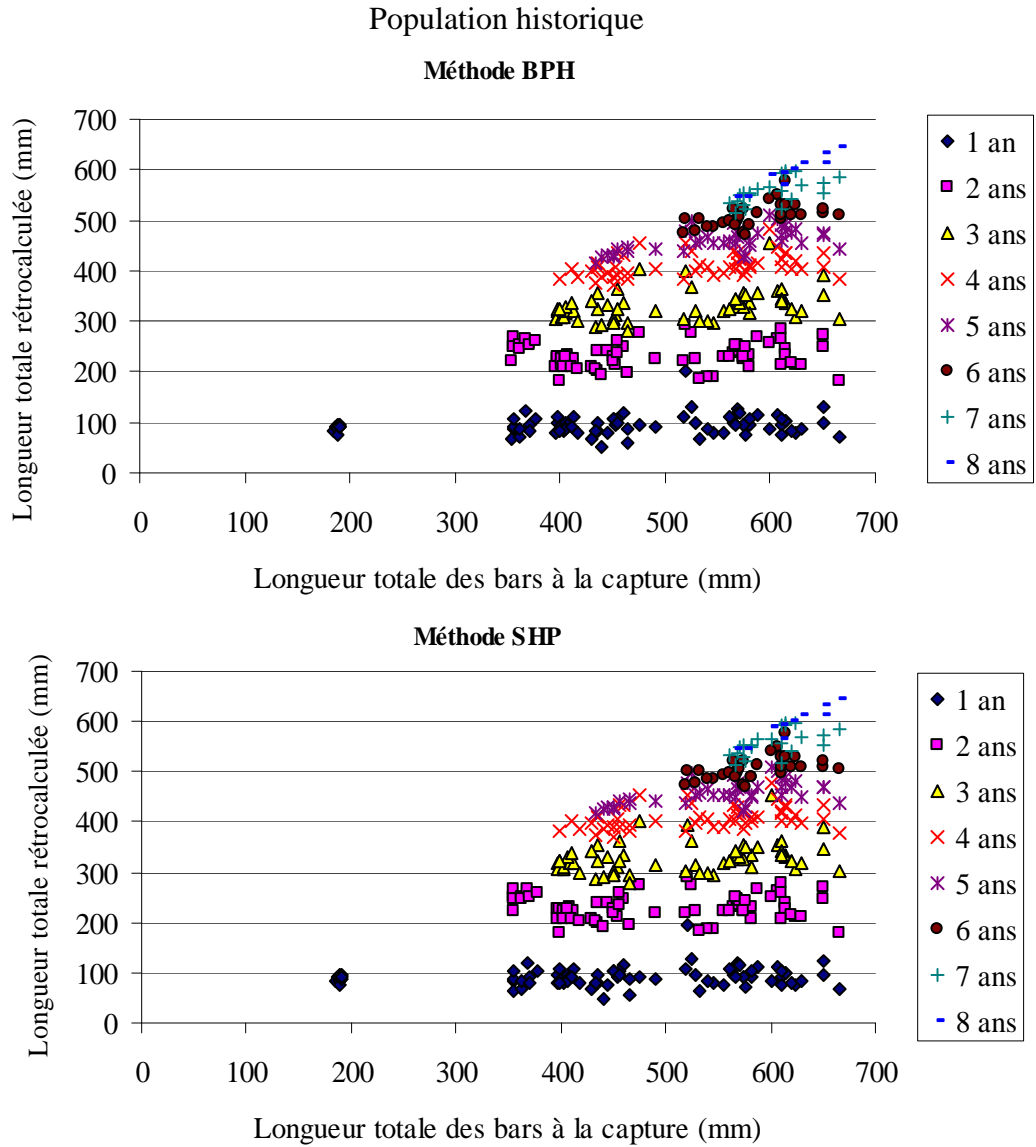 Population historique
Méthode BPH
Longueur totale rétrocalculée (mm)
700
600
500
400
300
200
100
0
0 100 200 300 400 500 600 700
Longueur totale des bars à la capture (mm)
1 an
2 ans
3 ans
4 ans
5 ans
6 ans
7 ans
8 ans
Méthode SHP
Longueur totale rétrocalculée (mm)
700
600
500
400
300
200
100
0
0 100 200 300 400 500 600 700
Longueur totale des bars à la capture (mm)
1 an
2 ans
3 ans
4 ans
5 ans
6 ans
7 ans
8 ans